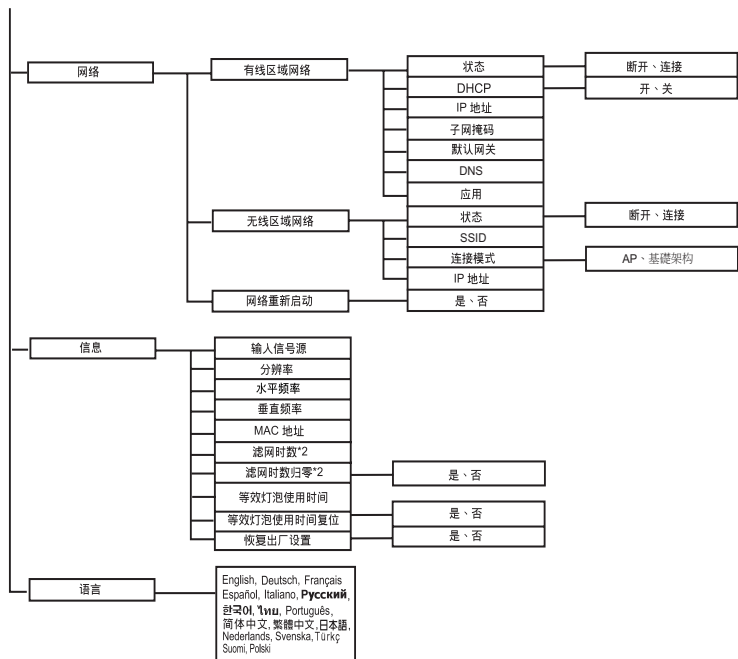 网络
有线区域网络
状态
断开、连接
DHCP
开、关
IP 地址
子网掩码
默认网关
DNS
应用
无线区域网络
状态
断开、连接
SSID
连接模式
AP、基礎架构
IP 地址
网络重新启动
是、否
信息
输人信号源
分辨率
水平频率
垂直频率
MAC 地址
滤网时数*2
滤网时数归零*2
是、否
等效灯泡使用时间
等效灯泡使用时间复位
是、否
恢复出厂设置
是、否
语言
English, Deutsch, Français
Español, Italiano, Русский,
한국어, ไทย, Português,
简体中文, 繁體中文, 日本語,
Nederlands, Svenska, Türkç
Suomi, Polski